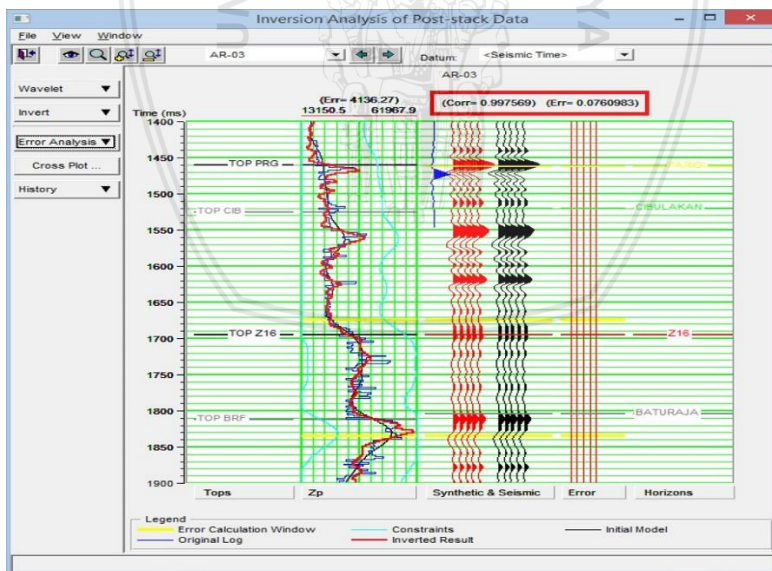 Inversion Analysis of Post-stack Data
File View Window
AR-03 Datum: <Seismic Time>
AR-03
Wavelet
Invert
Error Analysis
Cross Plot ...
History
(Err= 4136.27) (Corr= 0.997569) (Err= 0.0760983)
Time (ms) 13150.5 61967.9
1400
1450
TOP PRG
1500
TOP CIB CIBULAKAN
1550
1600
1650
1700 TOP Z16 Z16
1750
1800
TOP BRF BATURAJA
1850
1900
Tops Zp Synthetic & Seismic Error Horizons
Legend
Error Calculation Window Constraints Initial Model
Original Log Inverted Result